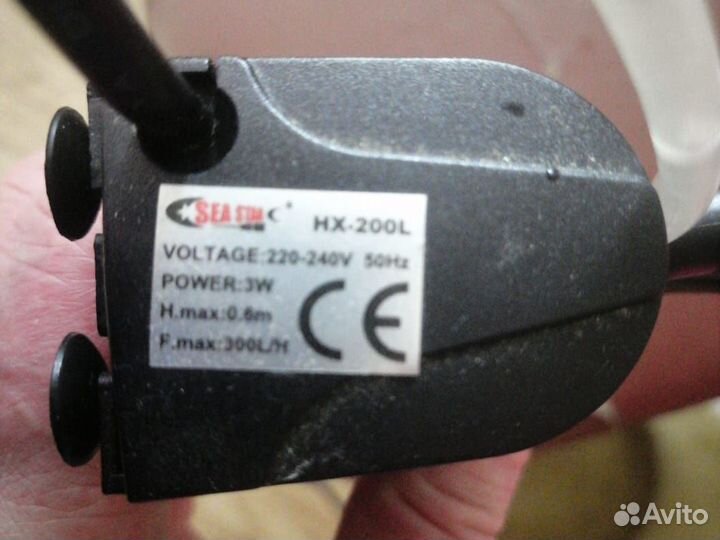 SEA STAR HX-200L
VOLTAGE:220-240V 50Hz
POWER:3W
H.max:0.6m
F.max:300L/H
CE
Avito